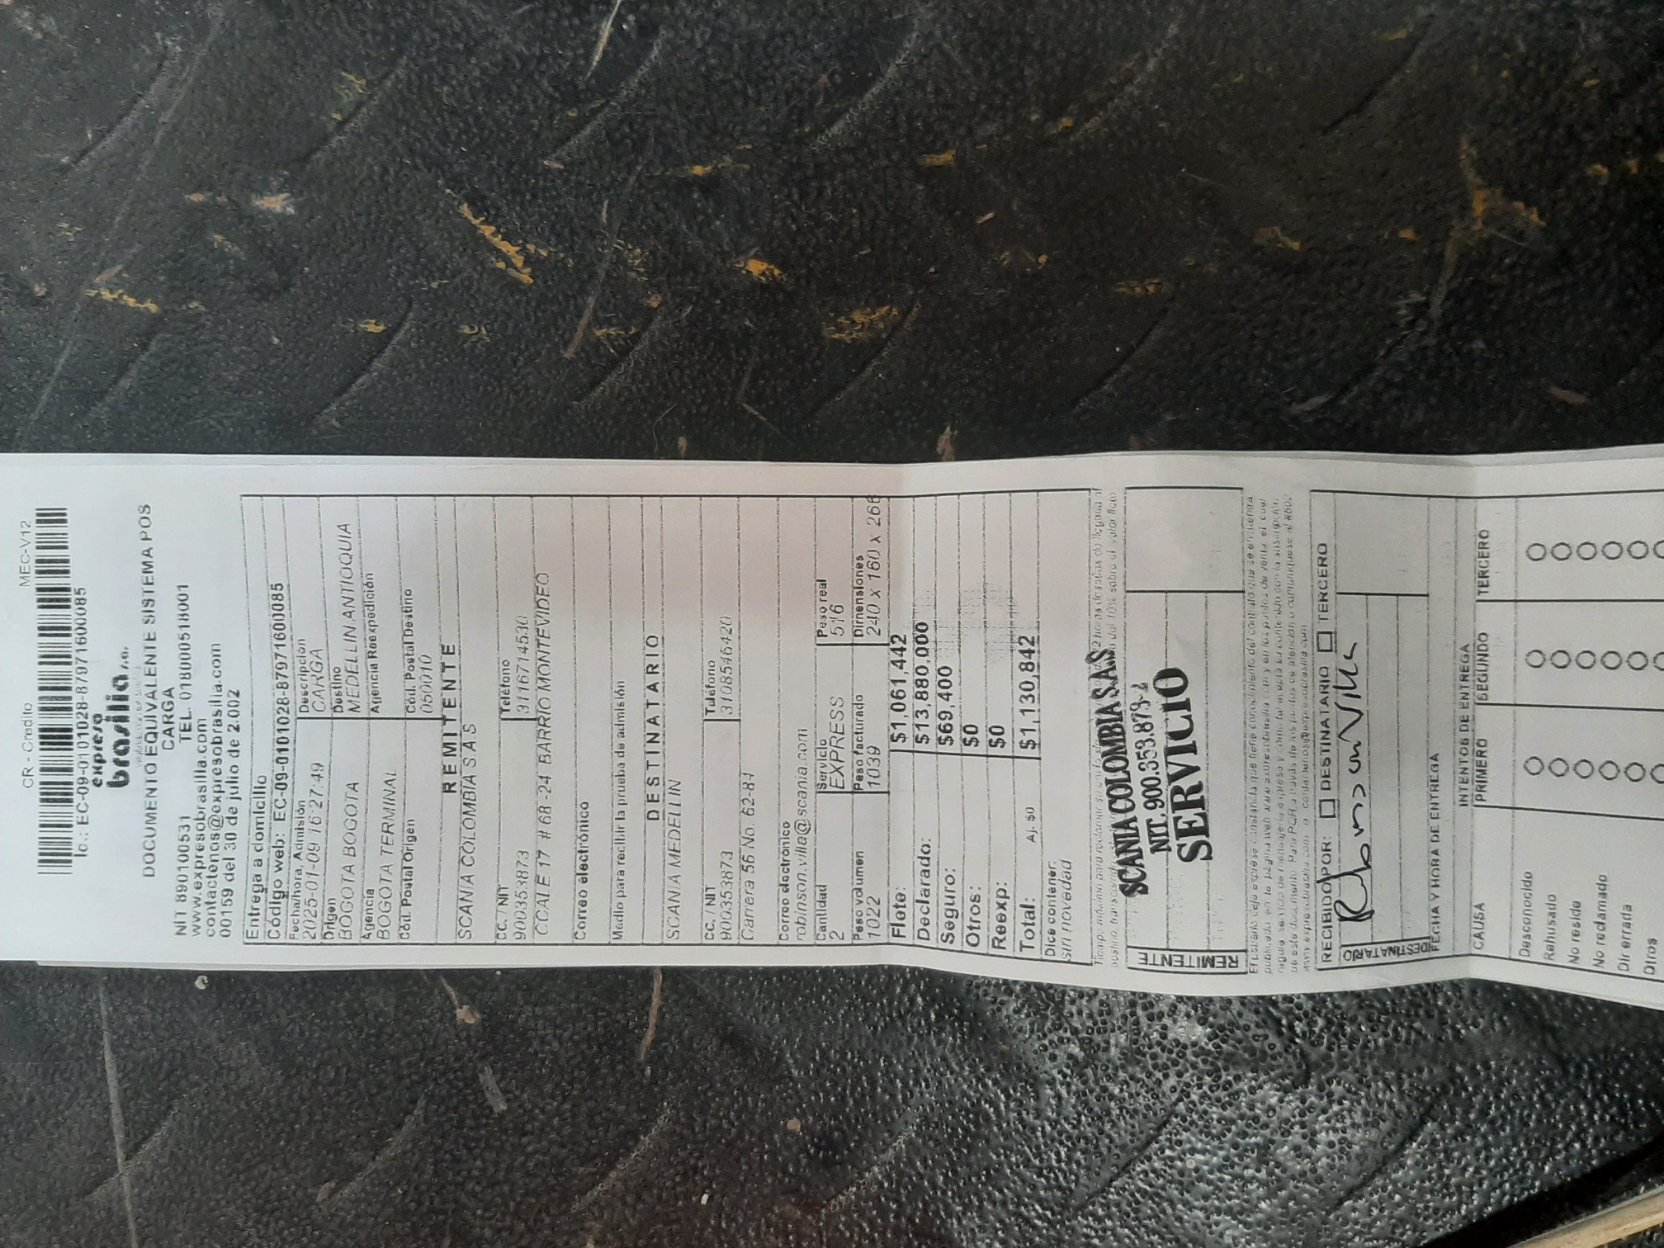 CR - Credito MEC-V12
Ic.: EC-09-0101028-87971600085
expreso
brasilia s.a.
DOCUMENTO EQUIVALENTE SISTEMA POS
CARGA
NIT 890100531 TEL. 018000518001
www.expresobrasilia.com
contactenos@expresobrasilia.com
00159 del 30 de julio de 2.002
Entrega a domicilio
Código web: EC-09-0101028-87971600085
Fecha/hora, Admisión Descripción
2025-01-09 16:27:49 CARGA
Origen Destino
BOGOTA BOGOTA MEDELLIN ANTIOQUIA
Agencia Agencia Reexpedición
BOGOTA TERMINAL
Cód. Postal Origen Cód. Postal Destino
050010
REMITENTE
SCANIA COLOMBIA S A S
CC. / NIT Teléfono
900353873 3116714530
CCALE 17 # 68 -24 BARRIO MONTEVIDEO
Correo electrónico
Medio para recibir la prueba de admisión
DESTINATARIO
SCANIA MEDELLIN
CC. / NIT Teléfono
900353873 3108546420
Carrera 56 No. 62-84
Correo electrónico
robinson.villa@scania.com
Cantidad Servicio Peso real
2 EXPRESS 516
Peso volumen Peso facturado Dimensiones
1022 1039 240 x 160 x 266
Flete: $1,061,442
Declarado: $13,880,000
Seguro: $69,400
Otros: $0
Reexp: $0
Total: Aj. $0 $1,130,842
Dice contener:
sin novedad
REMITENTE
SCANIA COLOMBIA S.A.S
NIT. 900.353.873-2
SERVICIO
RECIBIDO POR: DESTINATARIO TERCERO
DESTINATARIO
FECHA Y HORA DE ENTREGA
INTENTOS DE ENTREGA
CAUSA PRIMERO SEGUNDO TERCERO
Desconocido
Rehusado
No reside
No reclamado
Dir errada
Otros